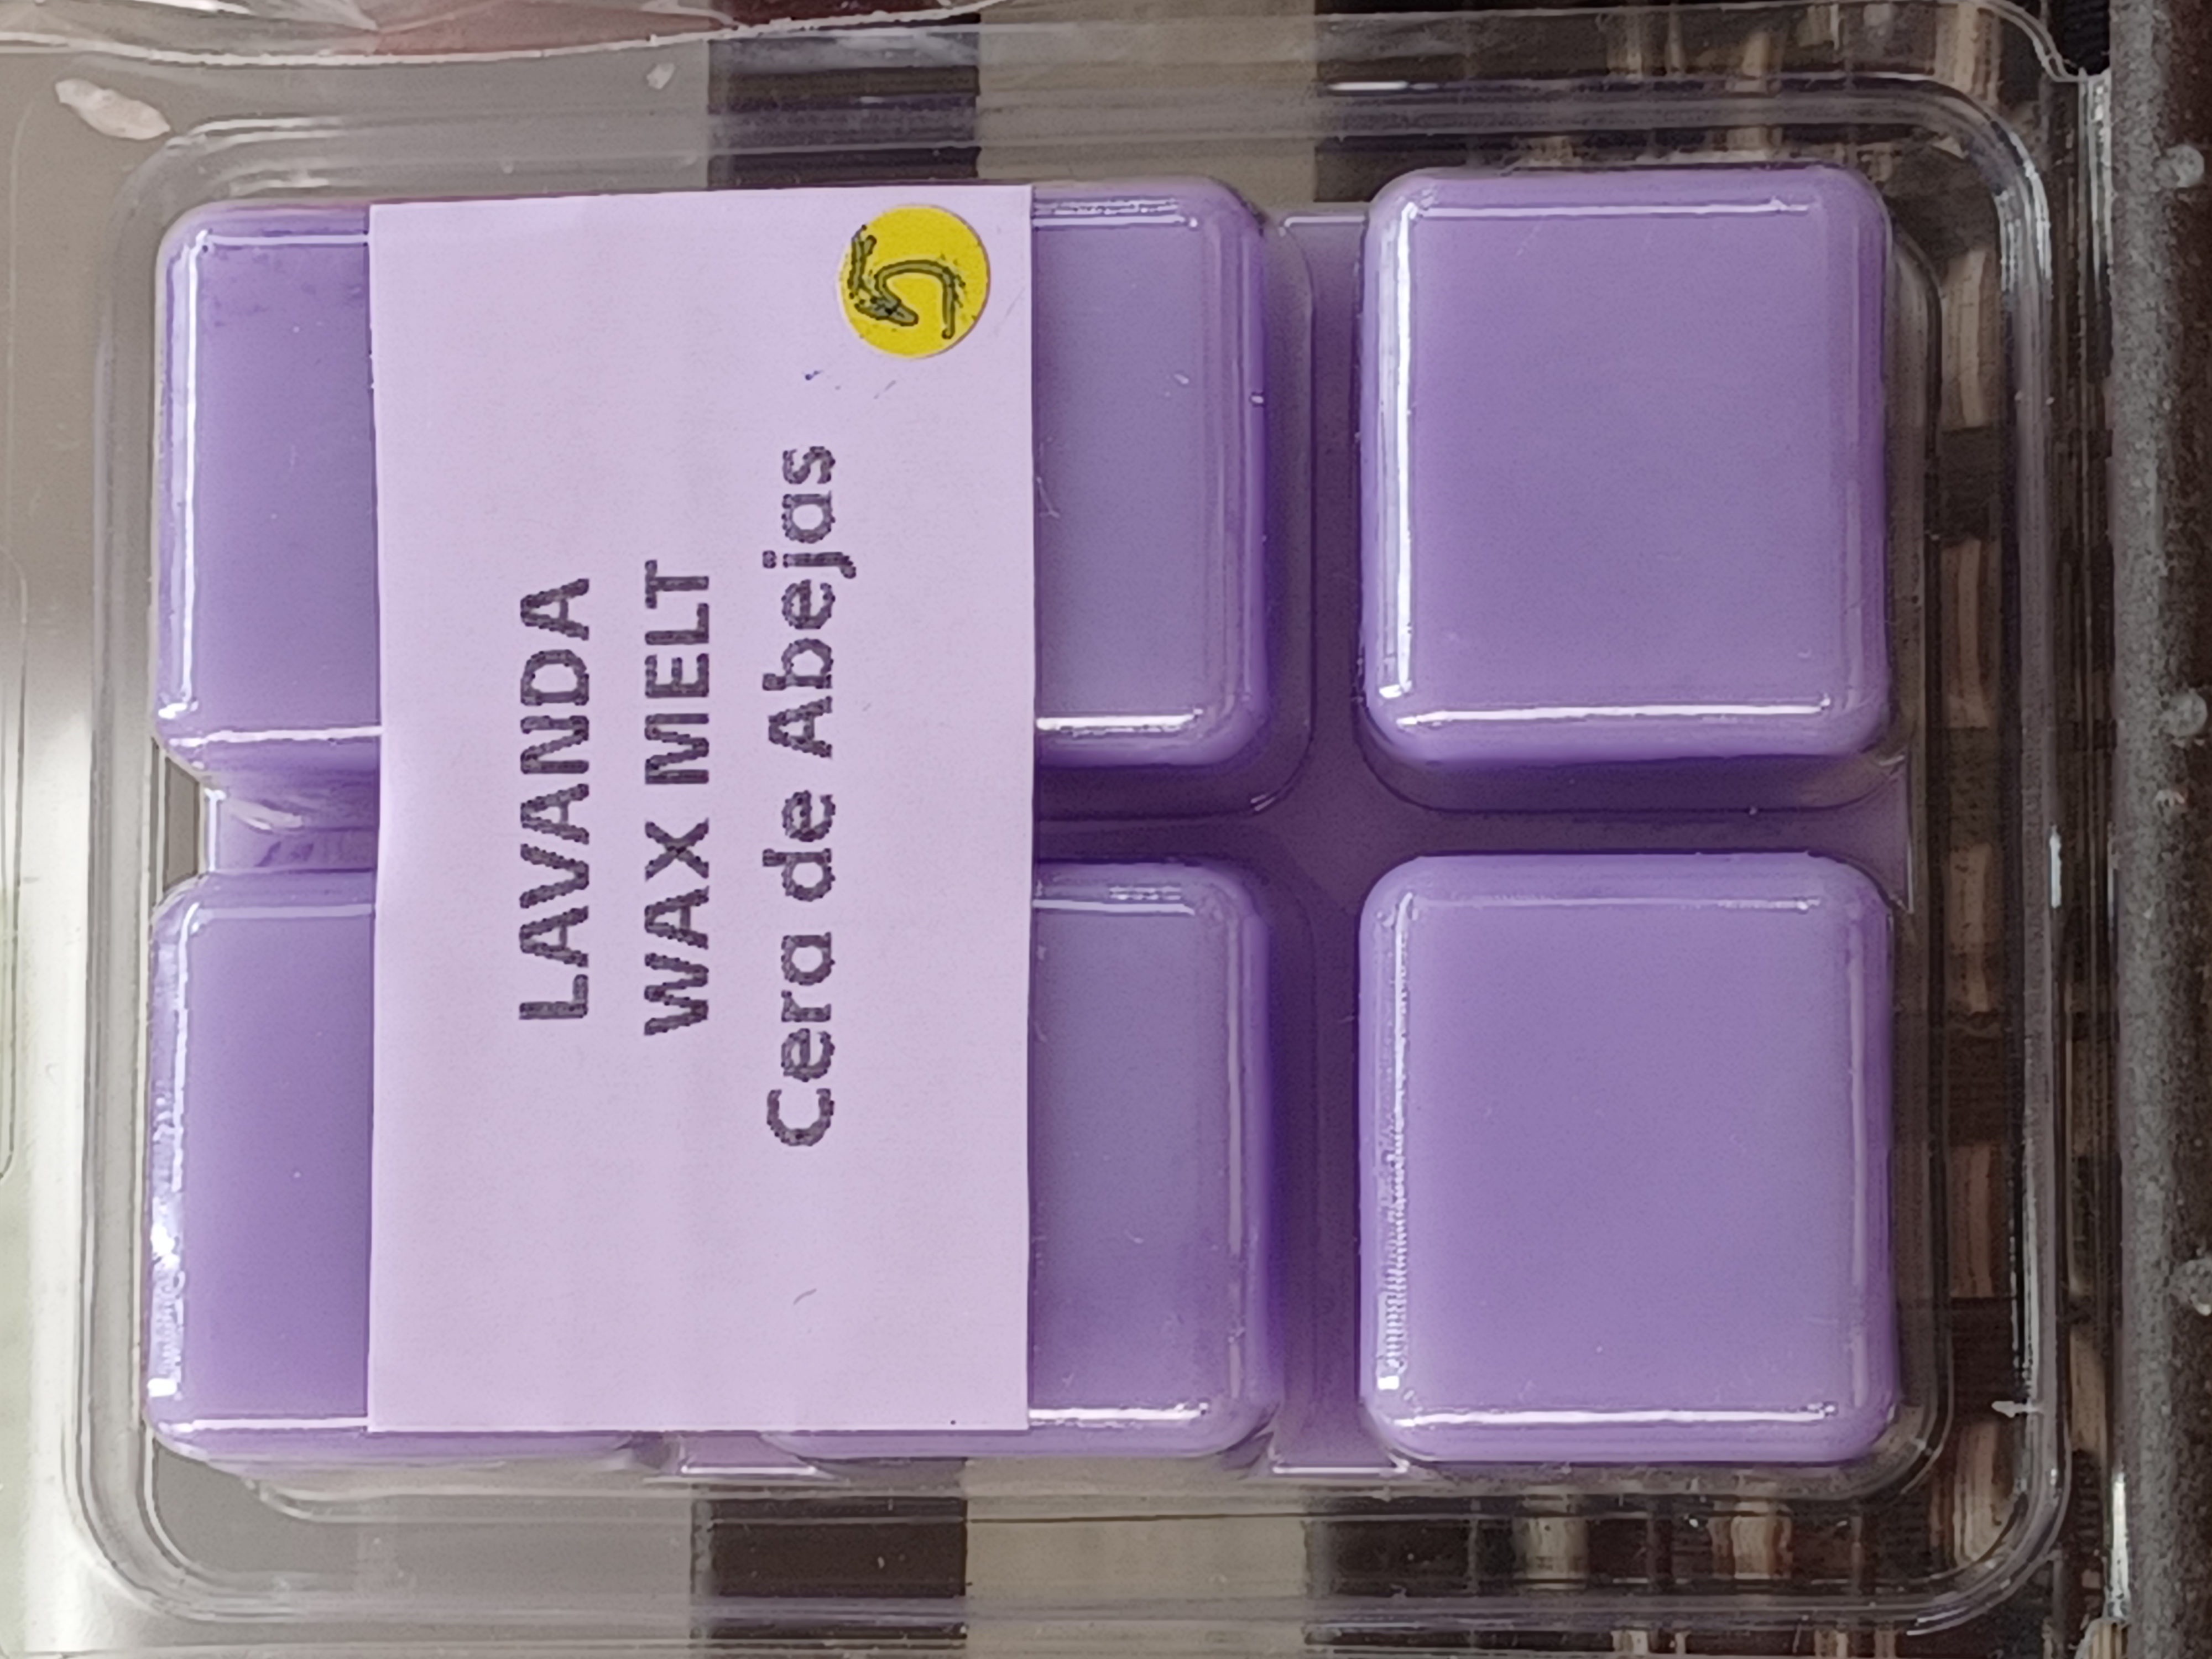 5
LAVANDA
WAX MELT
Cera de Abejas